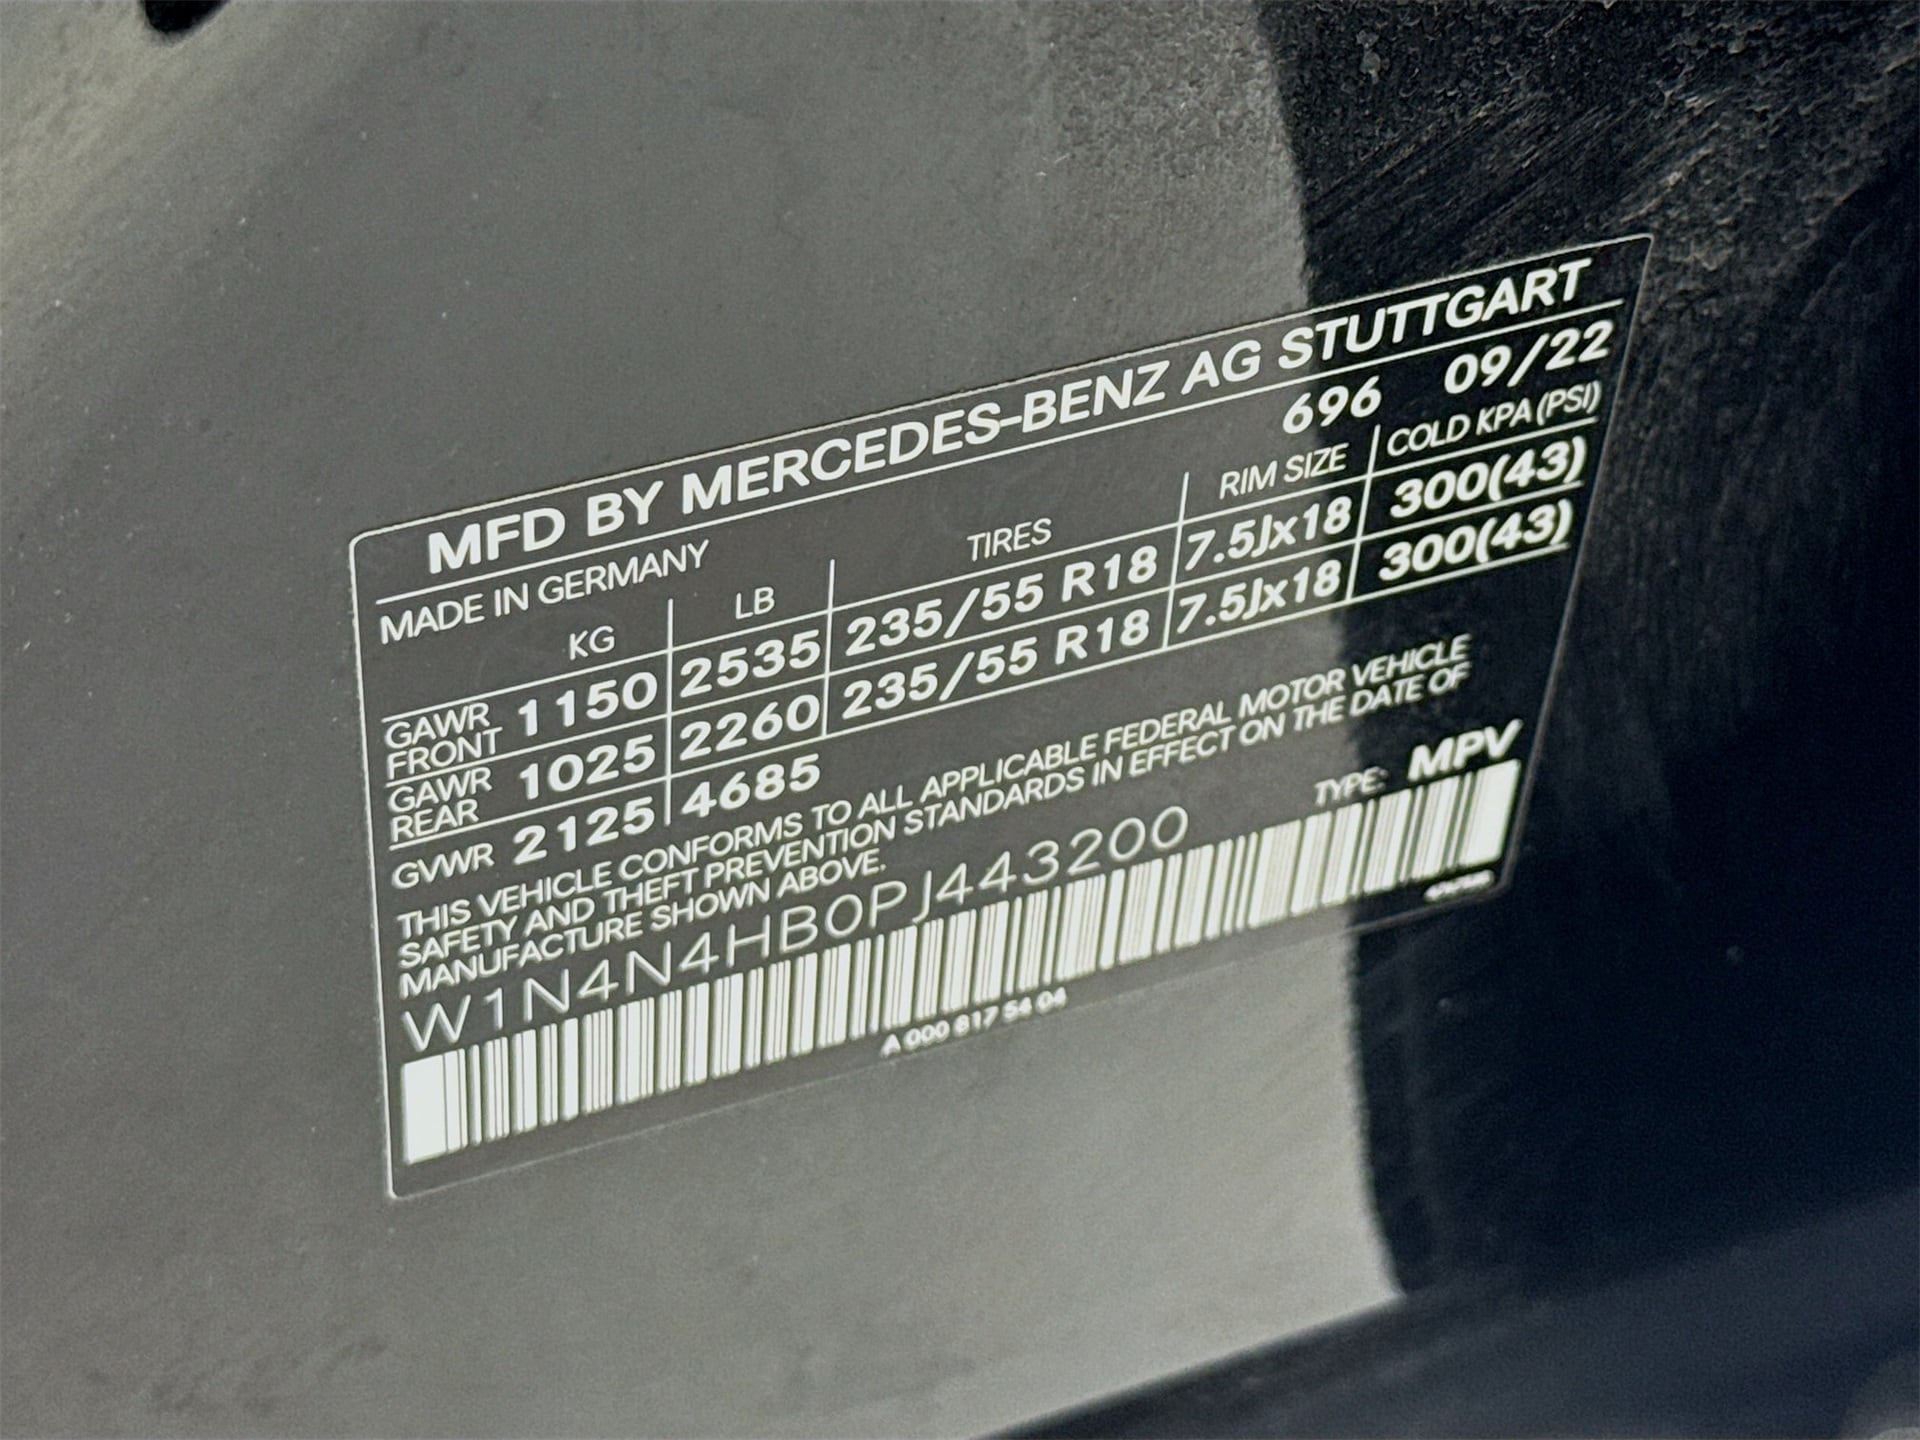 MFD BY MERCEDES-BENZ AG STUTTGART
MADE IN GERMANY 696 09/22
KG LB TIRES RIM SIZE COLD KPA (PSI)
GAWR FRONT 1150 2535 235/55 R18 7.5Jx18 300(43)
GAWR REAR 1025 2260 235/55 R18 7.5Jx18 300(43)
GVWR 2125 4685
THIS VEHICLE CONFORMS TO ALL APPLICABLE FEDERAL MOTOR VEHICLE
SAFETY AND THEFT PREVENTION STANDARDS IN EFFECT ON THE DATE OF
MANUFACTURE SHOWN ABOVE.
W1N4N4HB0PJ443200 TYPE: MPV
A 000 817 54 04